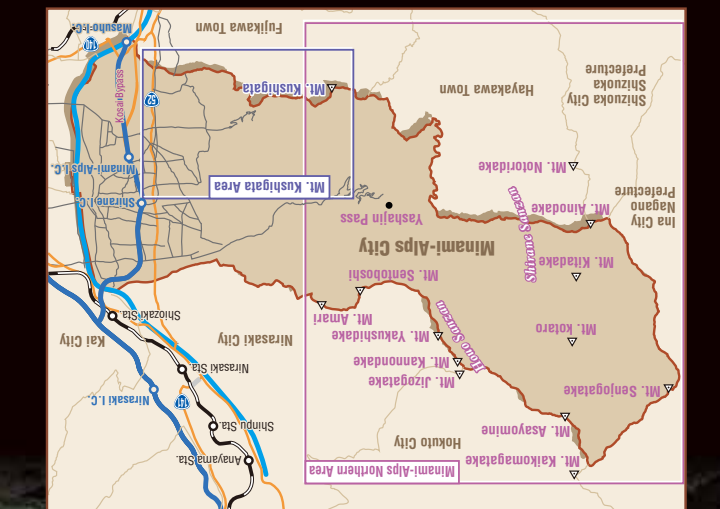 Mt. Kaikomagatake
Minami-Alps Northern Area
Anayama Sta.
Hokuto City
Mt. Asayomine
Shinpu Sta.
141
Nirasaki I.C
Mt. Senjogatake
Mt. Jizogatake
Mt. Kannondake
Nirasaki Sta.
Houo Sanzan
Mt. Yakushidake
Nirasaki City
Kai City
Mt. kotaro
Mt. Amari
Shiozaki Sta.
Mt. Sentoboshi
Mt. Kitadake
Shirane Sanzan
Minami-Alps City
Yashajin Pass
Mt. Ainodake
Ina City
Nagano
Prefecture
Shirane I.C.
Mt. Kushigata Area
Mt. Notoridake
Minami-Alps I.C.
Shizuoka City
Shizuoka
Prefecture
Hayakawa Town
Mt. Kushigata
52
Kosai Bypass
Fujikawa Town
Masuho I.C